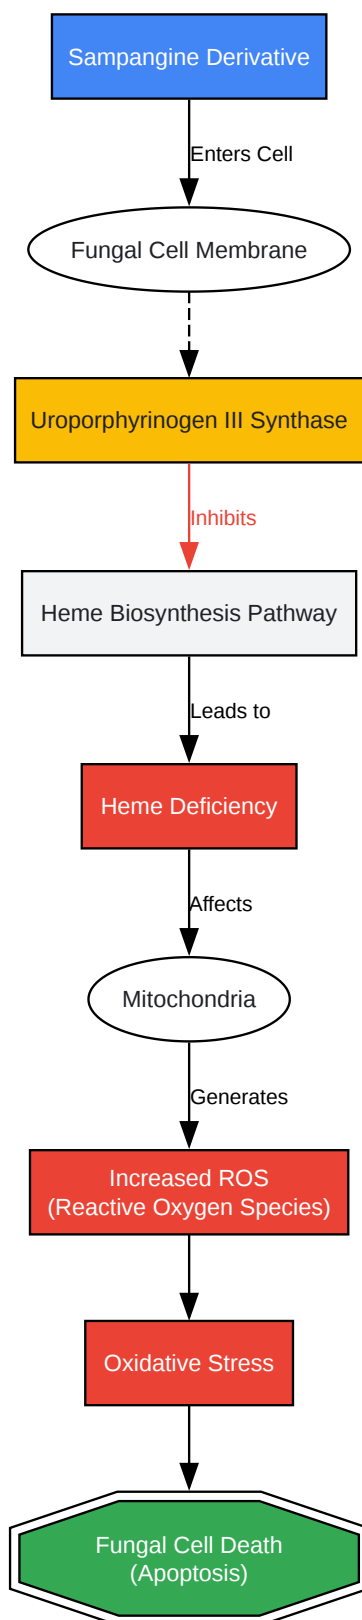 Sampangine Derivative
Enters Cell
Fungal Cell Membrane
Uroporphyrinogen III Synthase
Inhibits
Heme Biosynthesis Pathway
Leads to
Heme Deficiency
Affects
Mitochondria
Generates
Increased ROS
(Reactive Oxygen Species)
Oxidative Stress
Fungal Cell Death
(Apoptosis)